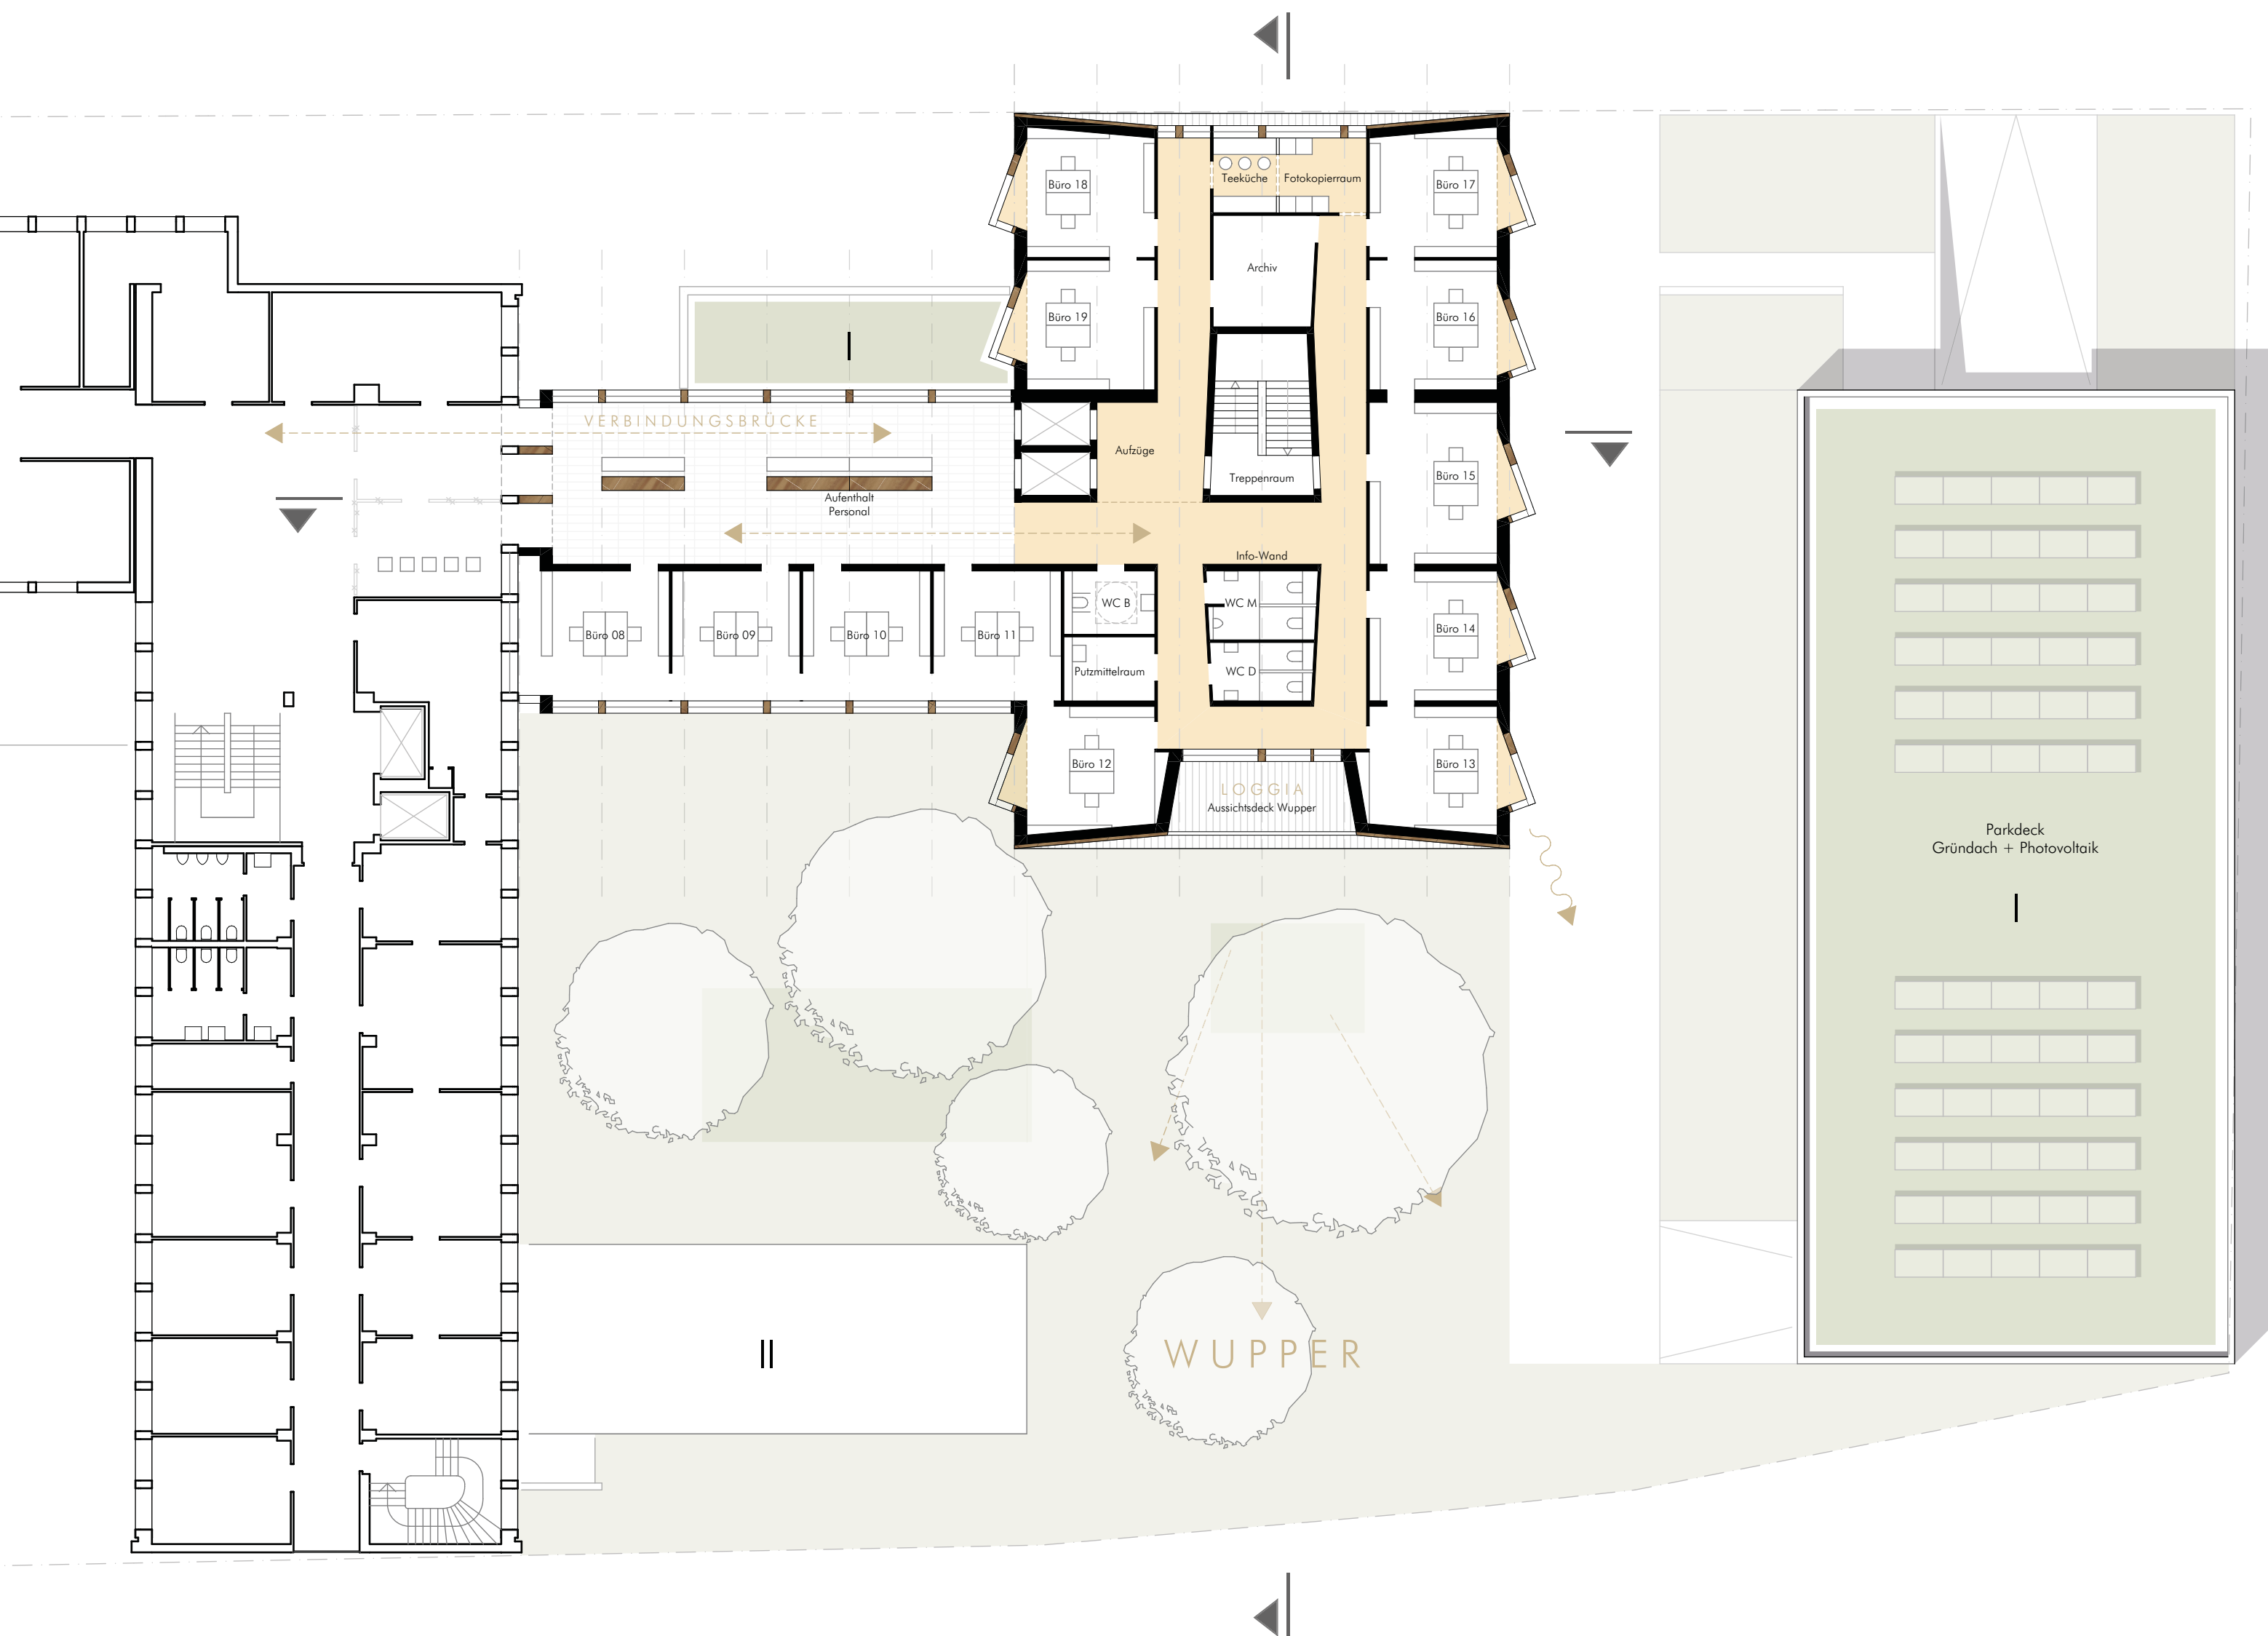 Büro 18
Teeküche
Fotokopierraum
Büro 17
Archiv
Büro 19
Büro 16
I
VERBINDUNGSBRÜCKE
Aufzüge
Treppenraum
Büro 15
Aufenthalt
Personal
Info-Wand
WC B
WC M
Büro 14
Büro 08
Büro 09
Büro 10
Büro 11
Putzmittelraum
WC D
Büro 12
Büro 13
LOGGIA
Aussichtsdeck Wupper
Parkdeck
Gründach + Photovoltaik
I
II
WUPPER